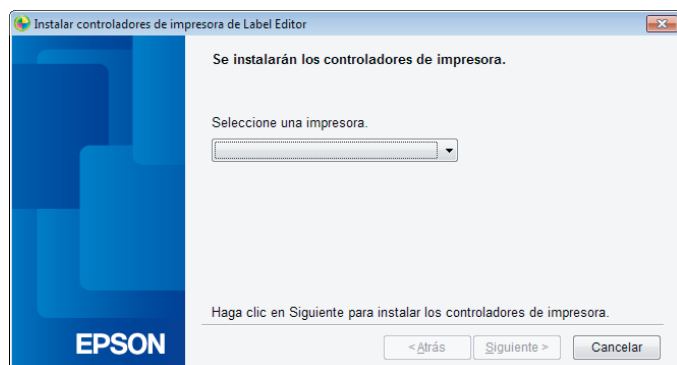 Instalar controladores de impresora de Label Editor
Se instalarán los controladores de impresora.
Seleccione una impresora.
Haga clic en Siguiente para instalar los controladores de impresora.
EPSON
<Atrás
Siguiente >
Cancelar